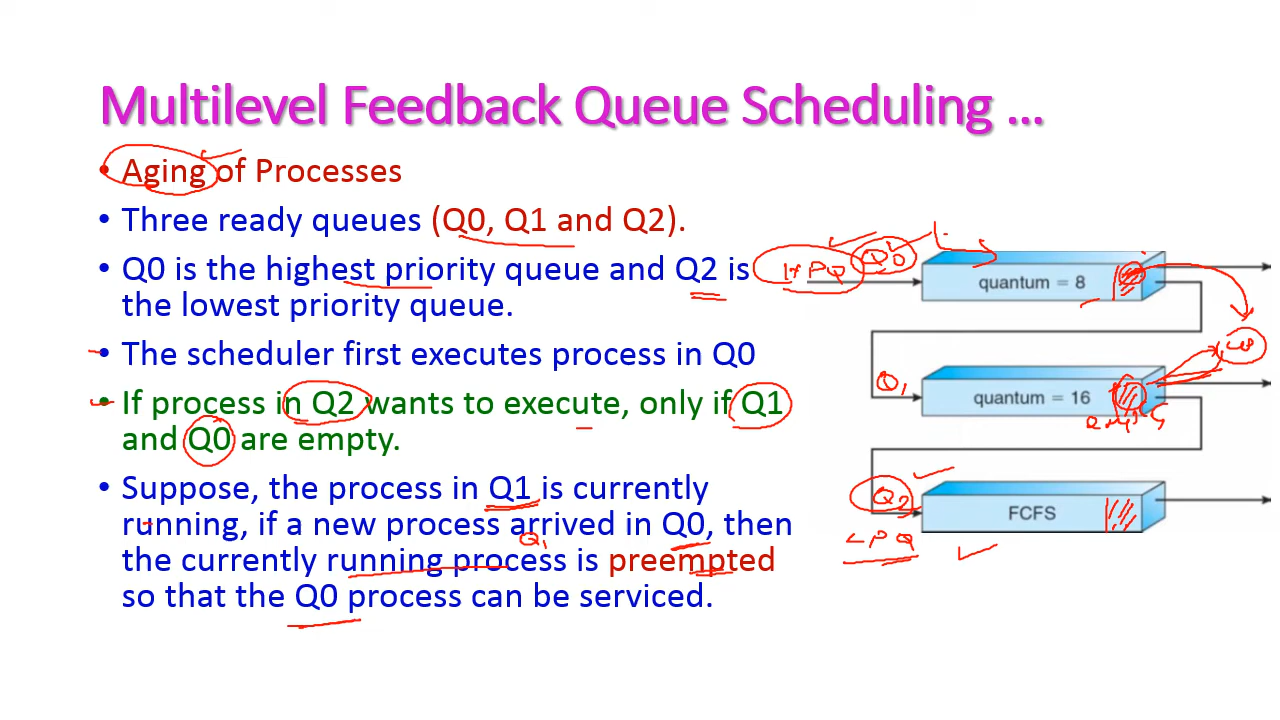 Multilevel Feedback Queue Scheduling ...
• Aging of Processes
• Three ready queues (Q0, Q1 and Q2).
• Q0 is the highest priority queue and Q2 is
the lowest priority queue.
• The scheduler first executes process in Q0
• If process in Q2 wants to execute, only if Q1
and Q0 are empty.
• Suppose, the process in Q1 is currently
running, if a new process arrived in Q0, then
Q1
the currently running process is preempted
so that the Q0 process can be serviced.
HPQ Q0
quantum = 8
Q1
quantum = 16
Q2
FCFS
LPQ